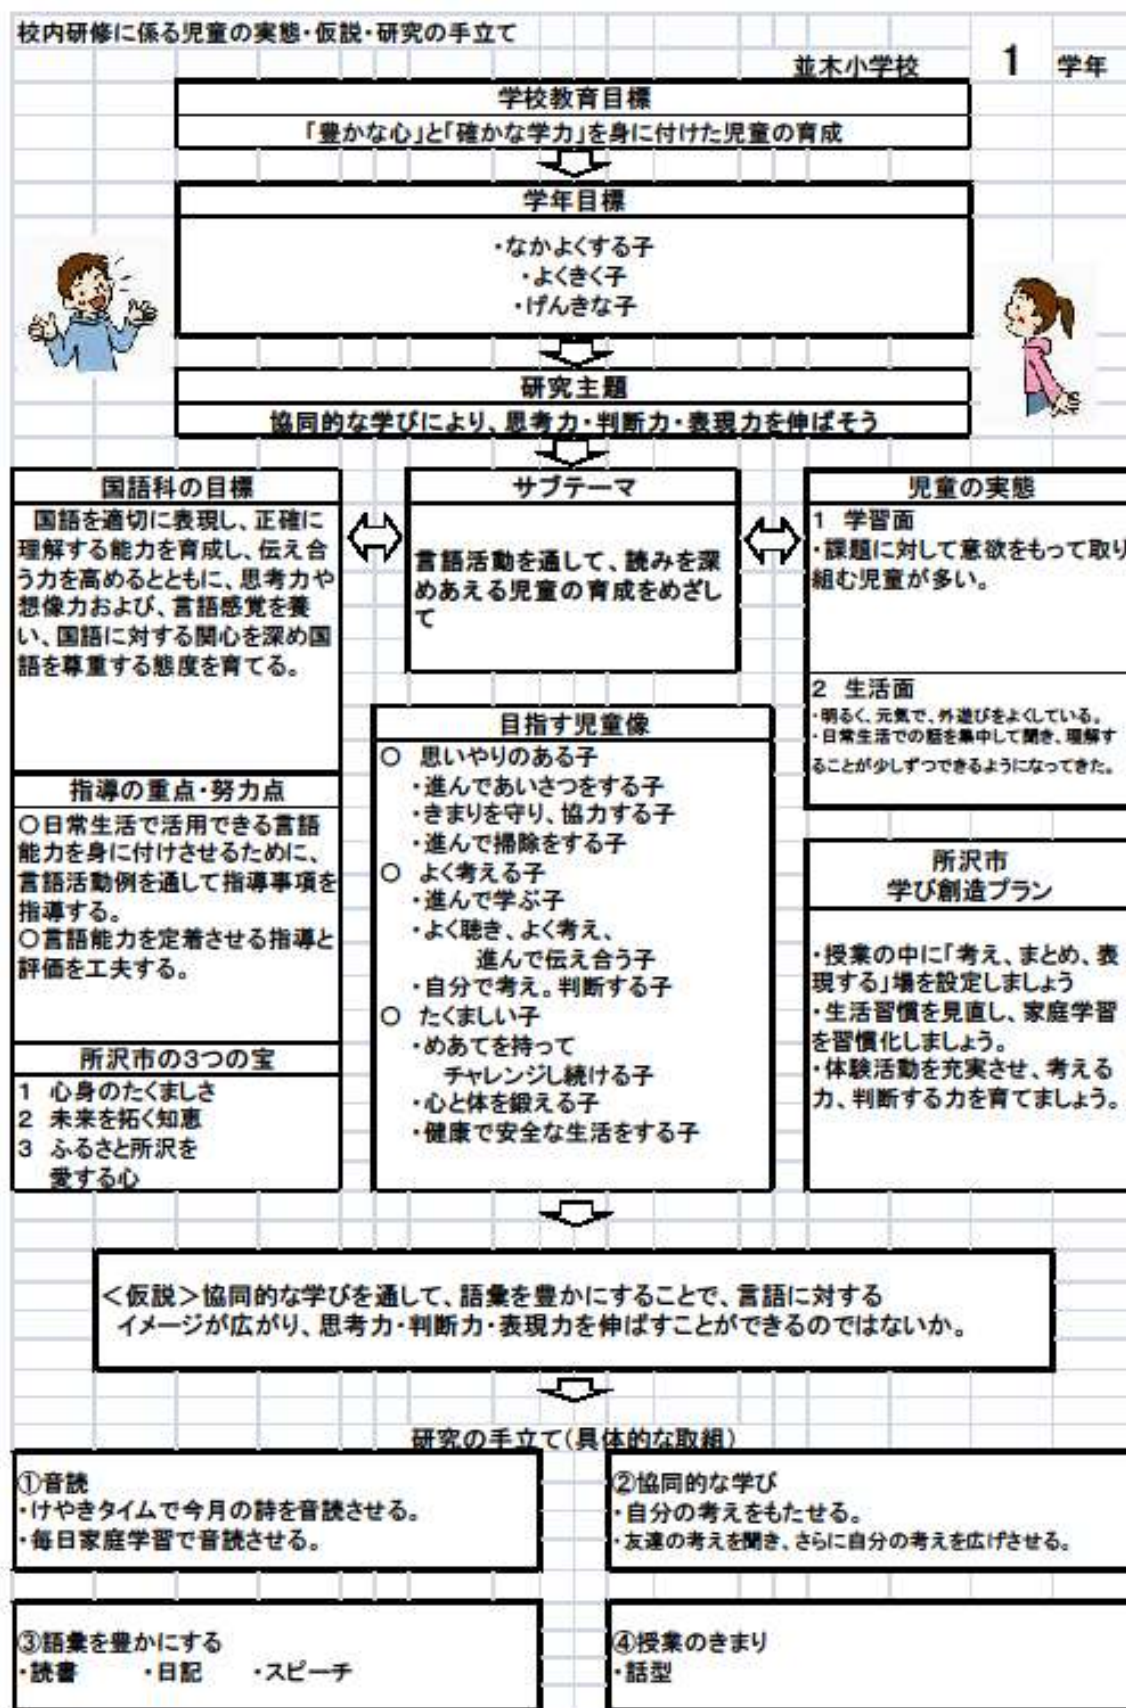 校内研修に係る児童の実態・仮説・研究の手立て
並木小学校　1　学年
学校教育目標
「豊かな心」と「確かな学力」を身に付けた児童の育成
学年目標
・なかよくする子
・よくきく子
・げんきな子
研究主題
協同的な学びにより、思考力・判断力・表現力を伸ばそう
国語科の目標
国語を適切に表現し、正確に
理解する能力を育成し、伝え合
う力を高めるとともに、思考力や
想像力および、言語感覚を養
い、国語に対する関心を深め国
語を尊重する態度を育てる。
指導の重点・努力点
○日常生活で活用できる言語
能力を身に付けさせるために、
言語活動例を通して指導事項を
指導する。
○言語能力を定着させる指導と
評価を工夫する。
所沢市の3つの宝
1　心身のたくましさ
2　未来を拓く知恵
3　ふるさと所沢を
愛する心
サブテーマ
言語活動を通して、読みを深
めあえる児童の育成をめざし
て
目指す児童像
○　思いやりのある子
・進んであいさつをする子
・きまりを守り、協力する子
・進んで掃除をする子
○　よく考える子
・進んで学ぶ子
・よく聴き、よく考え、
進んで伝え合う子
・自分で考え。判断する子
○　たくましい子
・めあてを持って
チャレンジし続ける子
・心と体を鍛える子
・健康で安全な生活をする子
児童の実態
1　学習面
・課題に対して意欲をもって取り
組む児童が多い。
2　生活面
・明るく、元気で、外遊びをよくしている。
・日常生活での話を集中して聞き、理解す
ることが少しずつできるようになってきた。
所沢市
学び創造プラン
・授業の中に「考え、まとめ、表
現する」場を設定しましょう
・生活習慣を見直し、家庭学習
を習慣化しましょう。
・体験活動を充実させ、考える
力、判断する力を育てましょう。
＜仮説＞協同的な学びを通して、語彙を豊かにすることで、言語に対する
イメージが広がり、思考力・判断力・表現力を伸ばすことができるのではないか。
研究の手立て（具体的な取組）
①音読
・けやきタイムで今月の詩を音読させる。
・毎日家庭学習で音読させる。
②協同的な学び
・自分の考えをもたせる。
・友達の考えを聞き、さらに自分の考えを広げさせる。
③語彙を豊かにする
・読書　・日記　・スピーチ
④授業のきまり
・話型